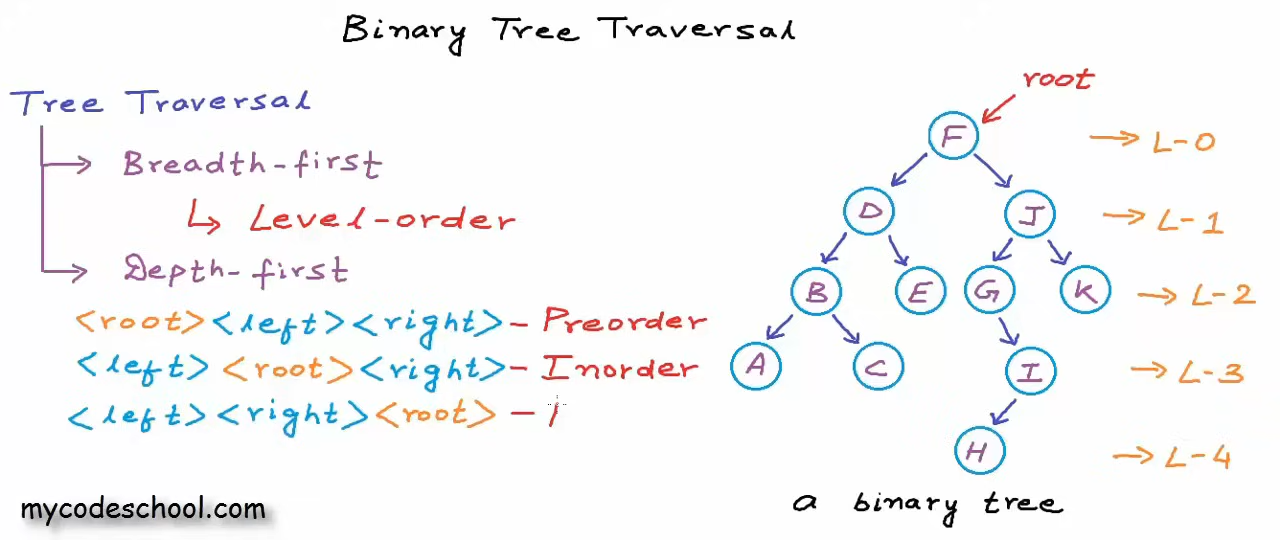 Binary Tree Traversal
Tree Traversal
Breadth-first
Level-order
Depth-first
<root><left><right> - Preorder
<left><root><right> - Inorder
<left><right><root> -
root
F
L-0
D J
L-1
B E G K
L-2
A C I
L-3
H
L-4
a binary tree
mycodeschool.com